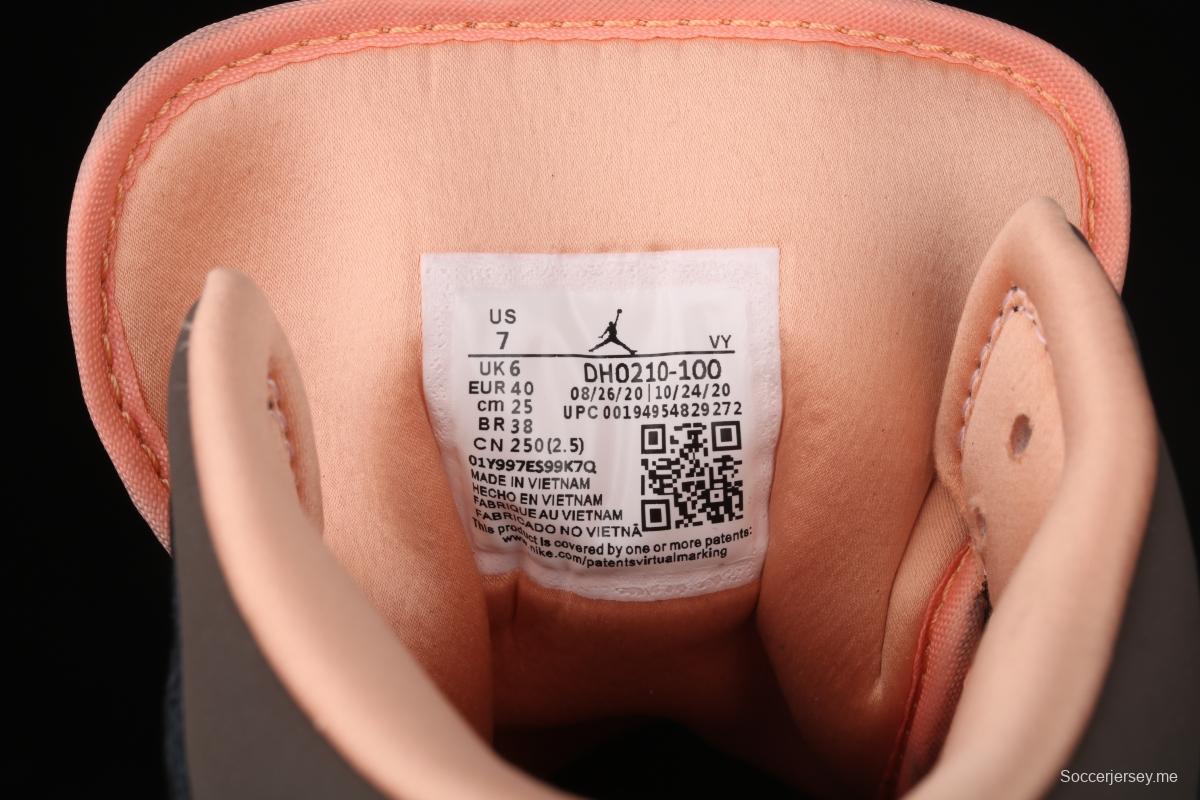 US
7
VY
UK 6
EUR 40
cm 25
BR 38
CN 250(2.5)
DH0210-100
08/26/20 | 10/24/20
UPC 00194954829272
01Y997ES99K7Q
MADE IN VIETNAM
HECHO EN VIETNAM
FABRIQUE AU VIETNAM
FABRICADO NO VIETNÃ
This product is covered by one or more patents:
www.nike.com/patentsvirtualmarking
Soccerjersey.me